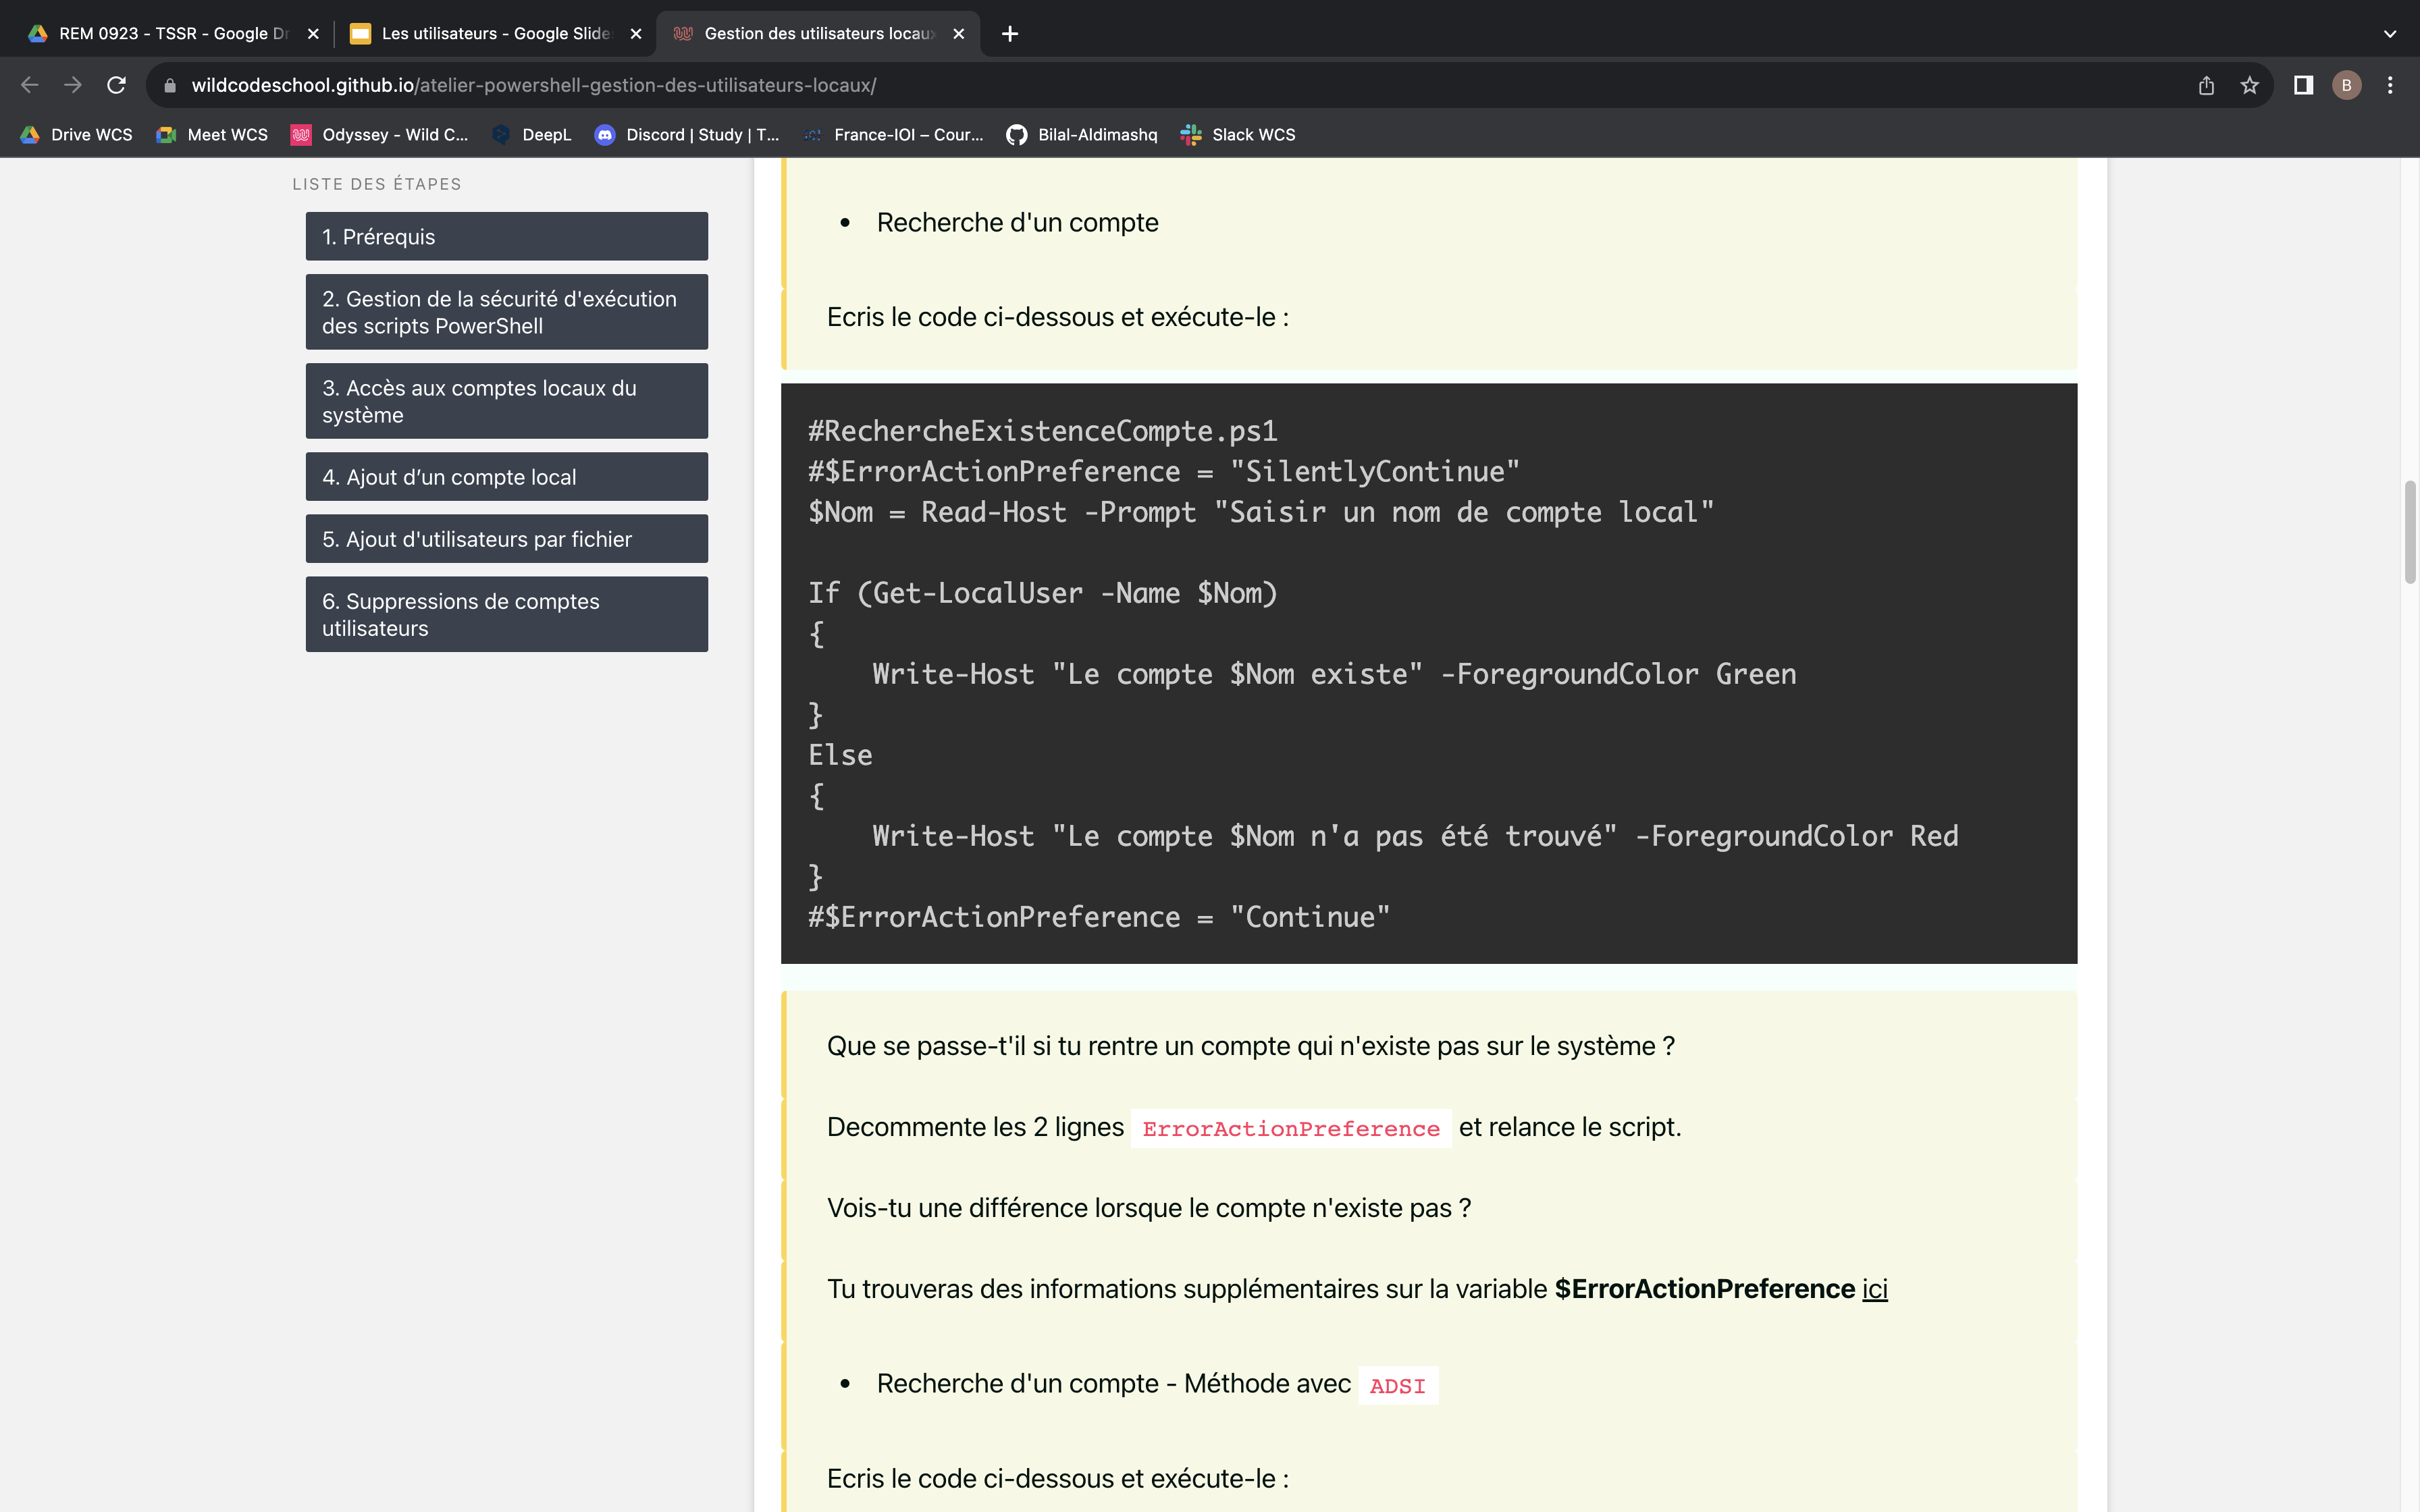 REM 0923 - TSSR - Google Dr
Les utilisateurs - Google Slide
Gestion des utilisateurs locaux
wildcodeschool.github.io/atelier-powershell-gestion-des-utilisateurs-locaux/
B
Drive WCS
Meet WCS
Odyssey - Wild C...
DeepL
Discord | Study | T...
France-IOI – Cour...
Bilal-Aldimashq
Slack WCS
LISTE DES ÉTAPES
1. Prérequis
2. Gestion de la sécurité d'exécution
des scripts PowerShell
3. Accès aux comptes locaux du
système
4. Ajout d’un compte local
5. Ajout d'utilisateurs par fichier
6. Suppressions de comptes
utilisateurs
• Recherche d'un compte
Ecris le code ci-dessous et exécute-le :
#RechercheExistenceCompte.ps1
#$ErrorActionPreference = "SilentlyContinue"
$Nom = Read-Host -Prompt "Saisir un nom de compte local"
If (Get-LocalUser -Name $Nom)
{
    Write-Host "Le compte $Nom existe" -ForegroundColor Green
}
Else
{
    Write-Host "Le compte $Nom n'a pas été trouvé" -ForegroundColor Red
}
#$ErrorActionPreference = "Continue"
Que se passe-t'il si tu rentre un compte qui n'existe pas sur le système ?
Decommente les 2 lignes ErrorActionPreference et relance le script.
Vois-tu une différence lorsque le compte n'existe pas ?
Tu trouveras des informations supplémentaires sur la variable $ErrorActionPreference ici
• Recherche d'un compte - Méthode avec ADSI
Ecris le code ci-dessous et exécute-le :